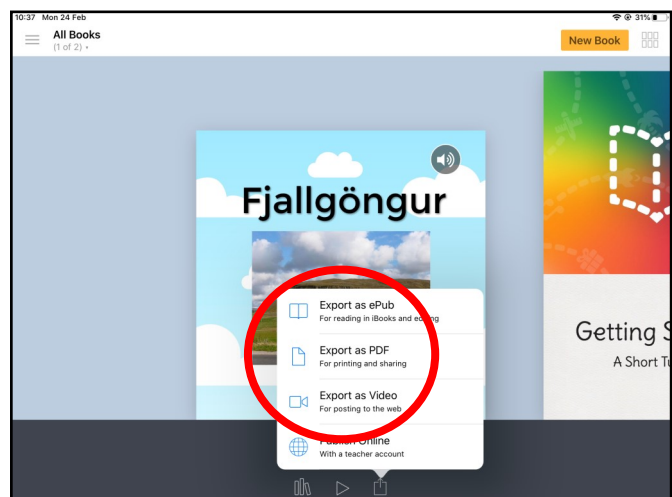 10:37 Mon 24 Feb
31%
All Books
(1 of 2)
New Book
Fjallgöngur
Export as ePub
For reading in iBooks and editing
Export as PDF
For printing and sharing
Export as Video
For posting to the web
Publish Online
With a teacher account
Getting
A Short